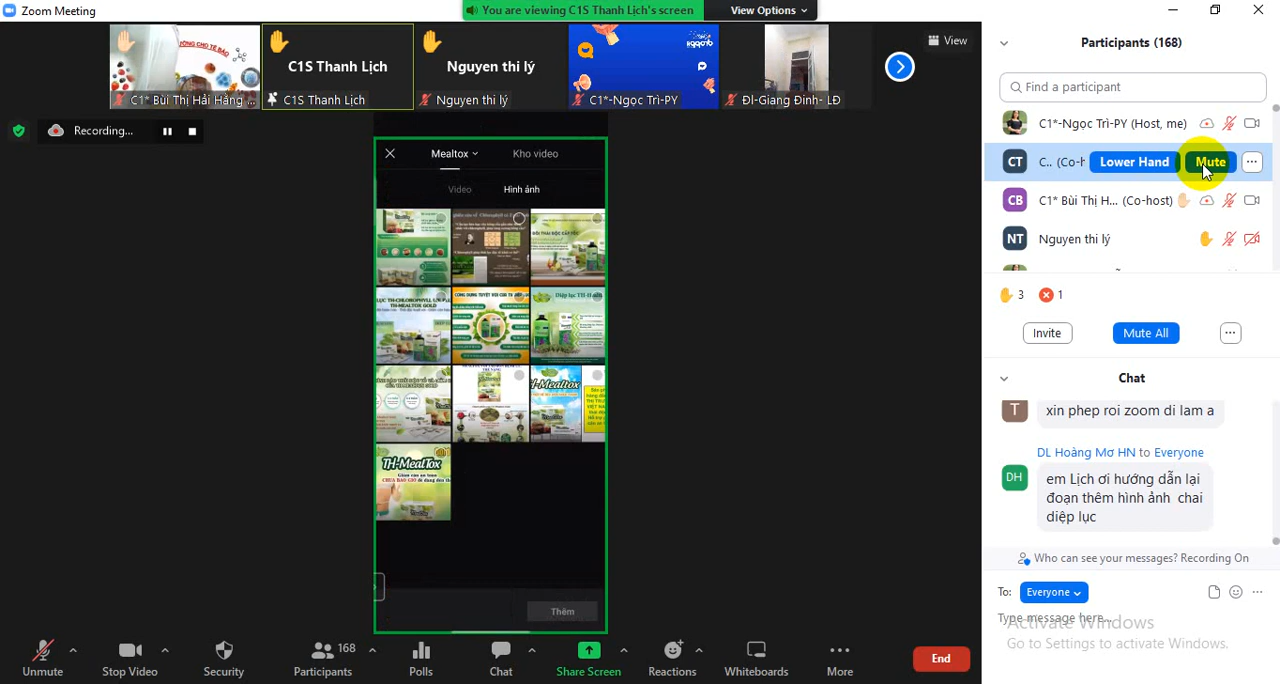 Zoom Meeting
You are viewing C1S Thanh Lịch's screen
View Options
View
C1* Bùi Thị Hải Hằng ...
C1S Thanh Lịch
C1S Thanh Lịch
Nguyen thi lý
Nguyen thi lý
C1*-Ngọc Trì-PY
Đl-Giang Đinh- LĐ
Recording...
Mealtox
Kho video
Video
Hình ảnh
TH-MealTox
Thêm
Participants (168)
Find a participant
C1*-Ngọc Trì-PY (Host, me)
CT
C.. (Co-h
Lower Hand
Mute
CB
C1* Bùi Thị H... (Co-host)
NT
Nguyen thi lý
3
1
Invite
Mute All
Chat
T
xin phep roi zoom di lam a
DL Hoàng Mơ HN to Everyone
DH
em Lịch ơi hướng dẫn lại
đoạn thêm hình ảnh chai
diệp lục
Who can see your messages? Recording On
To:
Everyone
Type message here...
Activate Windows
Go to Settings to activate Windows.
Unmute
Stop Video
Security
168
Participants
Polls
Chat
Share Screen
Reactions
Whiteboards
More
End